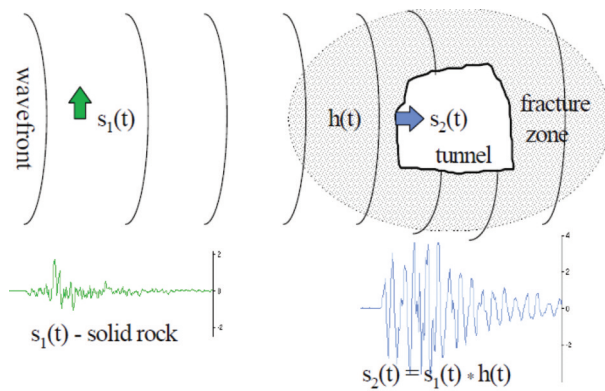 wavefront
s₁(t)
h(t)
s₂(t)
tunnel
fracture
zone
2
0
-2
s₁(t) - solid rock
4
2
0
-2
s₂(t) = s₁(t) * h(t)